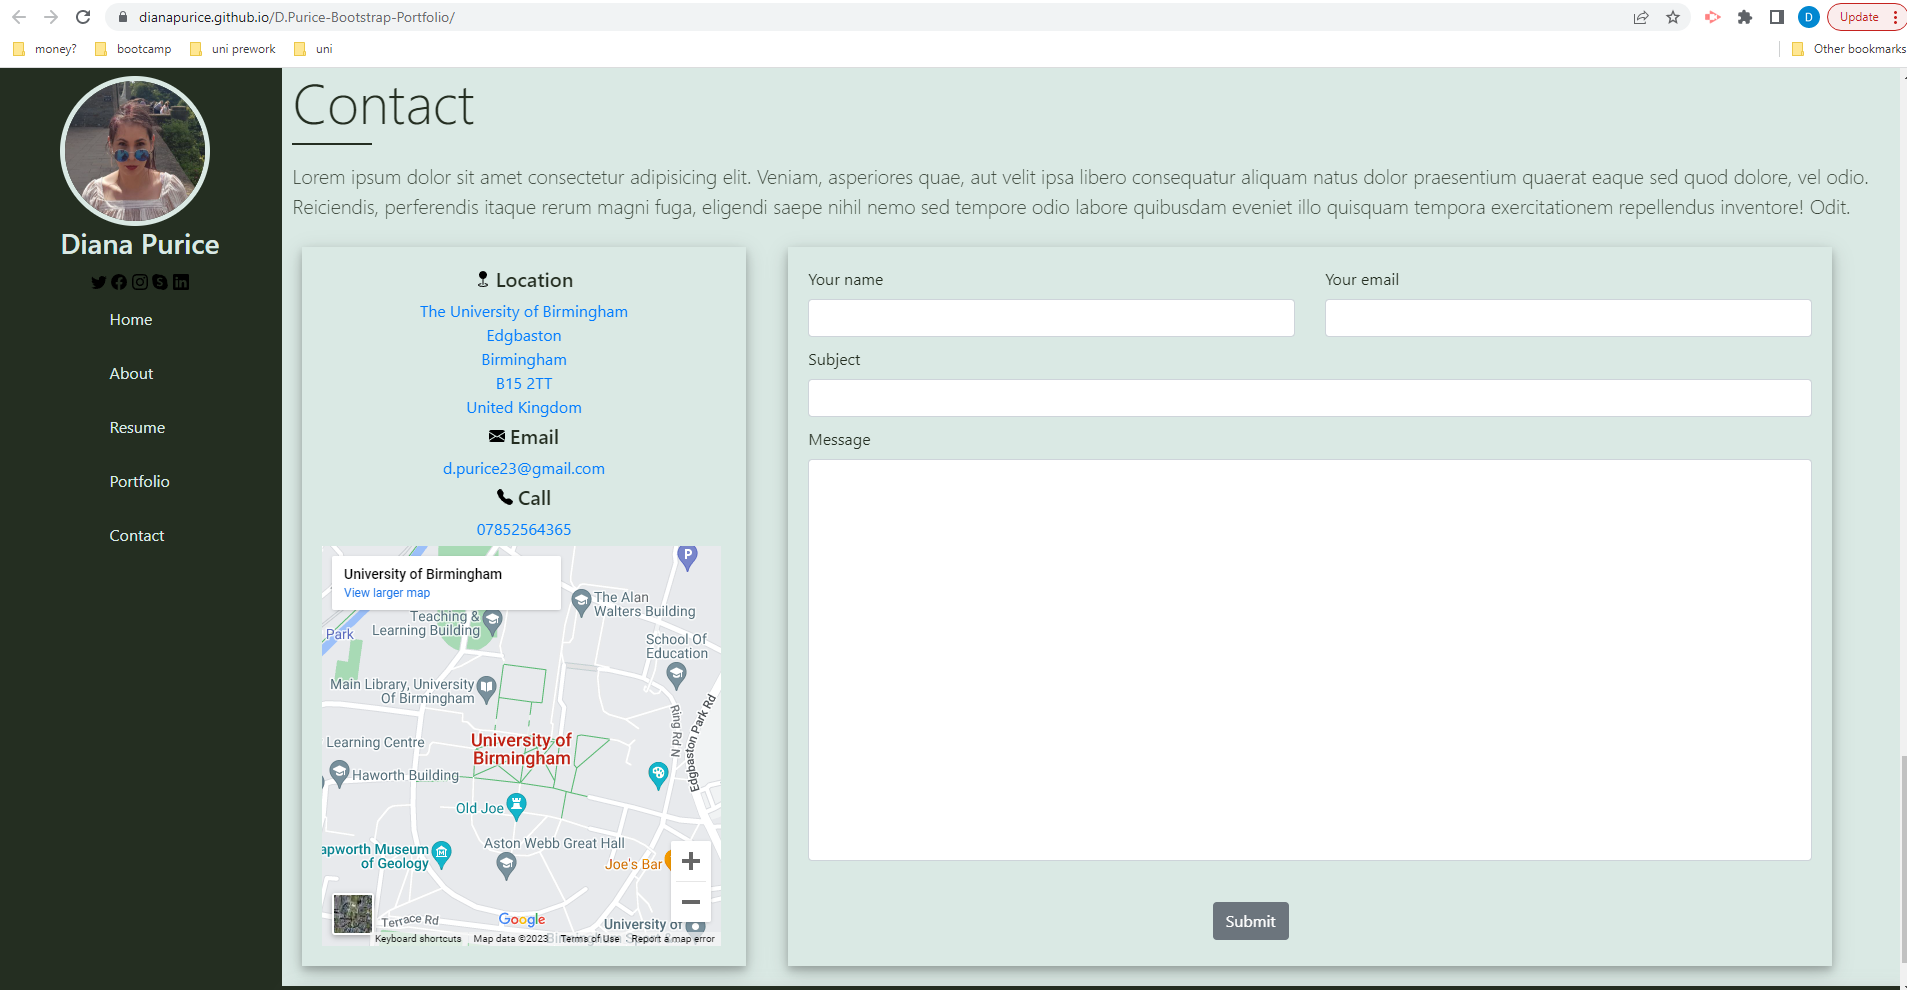 dianapurice.github.io/D.Purice-Bootstrap-Portfolio/
D
Update
money?
bootcamp
uni prework
uni
Other bookmarks
Diana Purice
Home
About
Resume
Portfolio
Contact
Contact
Lorem ipsum dolor sit amet consectetur adipisicing elit. Veniam, asperiores quae, aut velit ipsa libero consequatur aliquam natus dolor praesentium quaerat eaque sed quod dolore, vel odio.
Reiciendis, perferendis itaque rerum magni fuga, eligendi saepe nihil nemo sed tempore odio labore quibusdam eveniet illo quisquam tempora exercitationem repellendus inventore! Odit.
Location
The University of Birmingham
Edgbaston
Birmingham
B15 2TT
United Kingdom
Email
d.purice23@gmail.com
Call
07852564365
University of Birmingham
View larger map
P
The Alan
Walters Building
Teaching &
Learning Building
Park
School Of
Education
Main Library, University
Of Birmingham
Ring Rd N
Edgbaston Park Rd
Learning Centre
University of
Birmingham
Haworth Building
Old Joe
Aston Webb Great Hall
apworth Museum
of Geology
Joe's Bar
Terrace Rd
Google
University of
Keyboard shortcuts
Map data ©2023
Terms of Use
Report a map error
Your name
Your email
Subject
Message
Submit